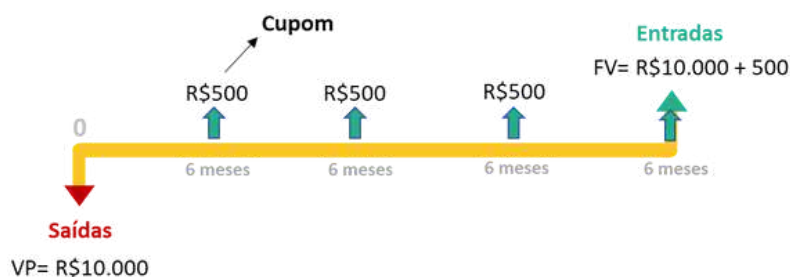 Cupom
Entradas
FV= R$10.000 + 500
R$500
R$500
R$500
0
6 meses
6 meses
6 meses
6 meses
Saídas
VP= R$10.000